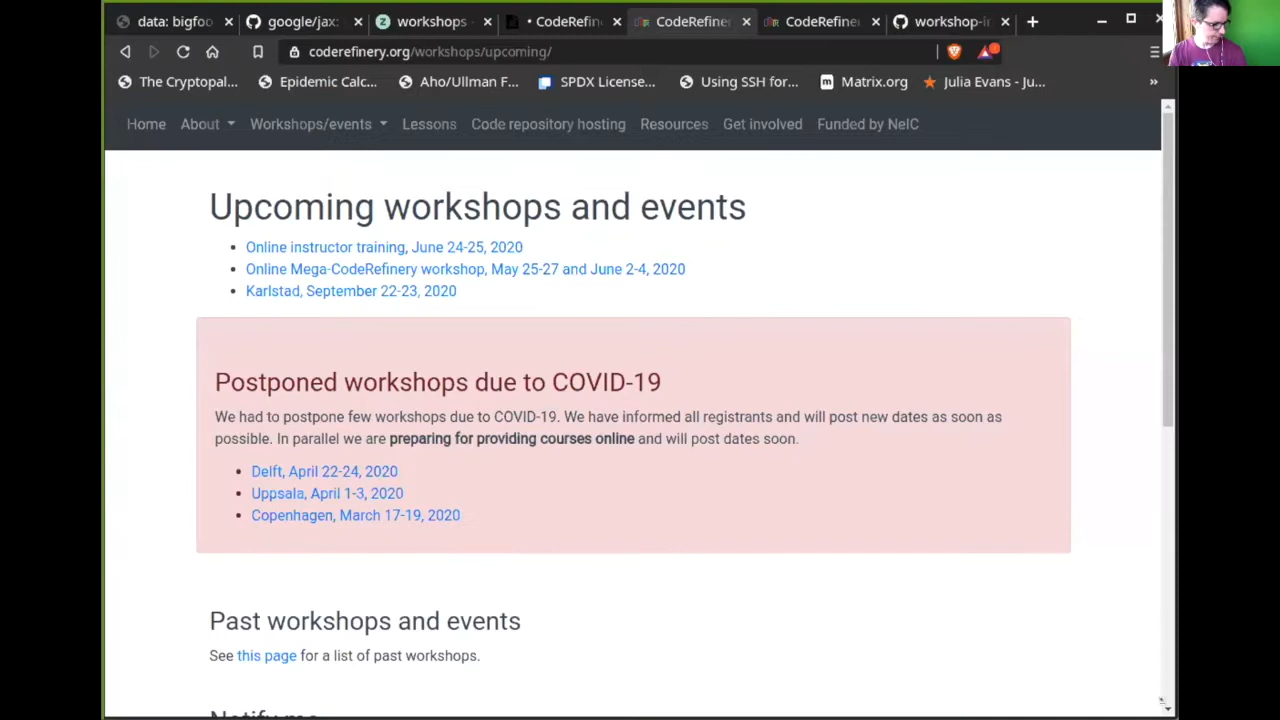 data: bigfoo
google/jax:
workshops
• CodeRefin
CodeRefiner
CodeRefiner
workshop-i
coderefinery.org/workshops/upcoming/
The Cryptopal...
Epidemic Calc...
Aho/Ullman F...
SPDX License...
Using SSH for...
Matrix.org
Julia Evans - Ju...
»
Home
About
Workshops/events
Lessons
Code repository hosting
Resources
Get involved
Funded by NeIC
Upcoming workshops and events
• Online instructor training, June 24-25, 2020
• Online Mega-CodeRefinery workshop, May 25-27 and June 2-4, 2020
• Karlstad, September 22-23, 2020
Postponed workshops due to COVID-19
We had to postpone few workshops due to COVID-19. We have informed all registrants and will post new dates as soon as
possible. In parallel we are preparing for providing courses online and will post dates soon.
• Delft, April 22-24, 2020
• Uppsala, April 1-3, 2020
• Copenhagen, March 17-19, 2020
Past workshops and events
See this page for a list of past workshops.
Notify me